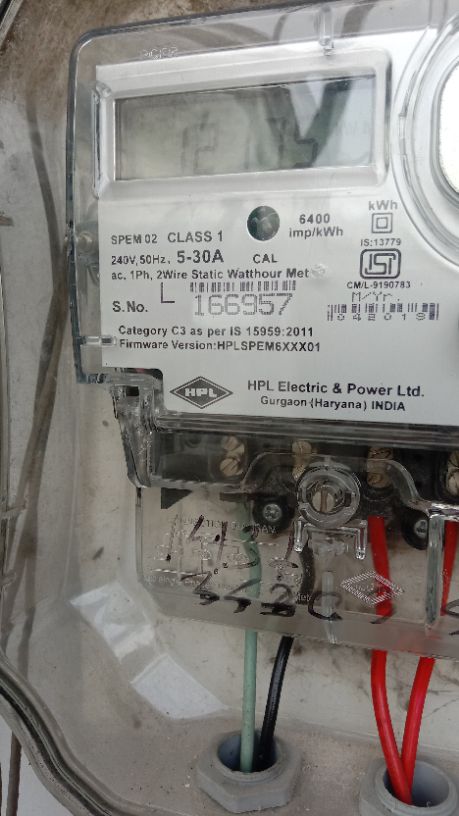 6400
imp/kWh
kWh
IS:13779
SPEM 02 CLASS 1
240V, 50Hz, 5-30A CAL
ac, 1Ph, 2Wire Static Watthour Met
CM/L-9190783
S.No. L 166957
M/Yr.
042019
Category C3 as per IS 15959:2011
Firmware Version:HPLSPEM6XXX01
HPL
HPL Electric & Power Ltd.
Gurgaon (Haryana) INDIA